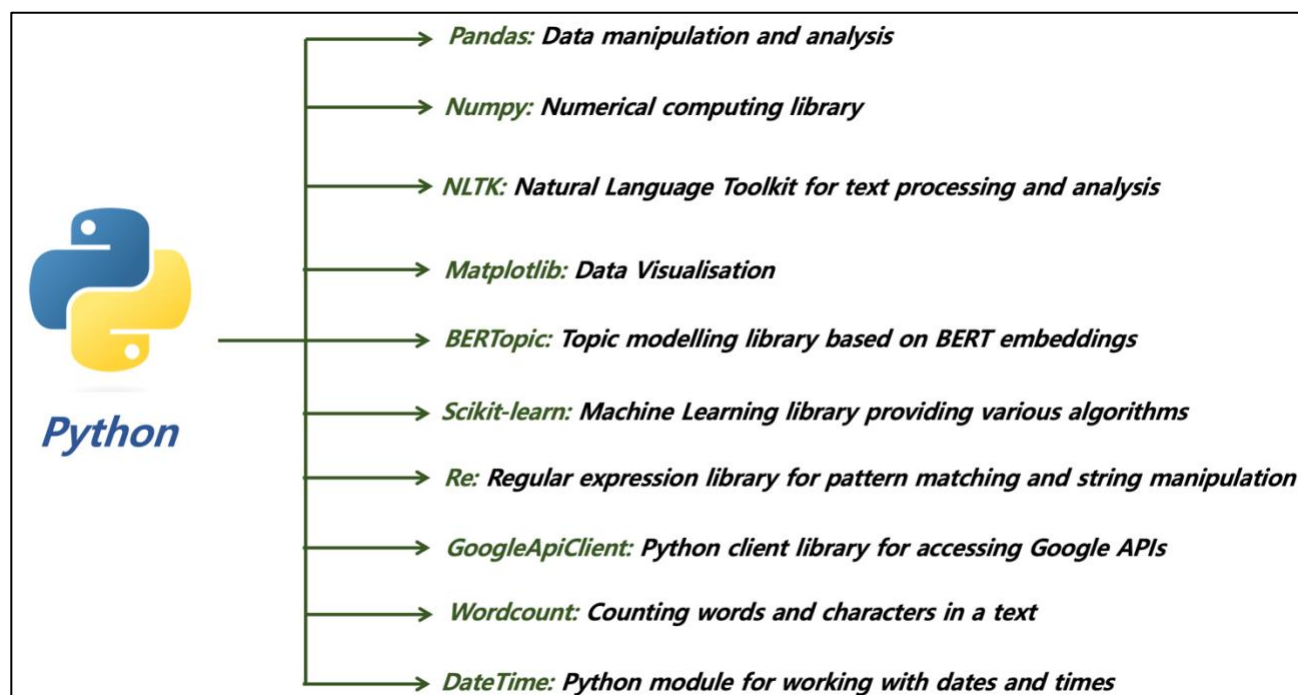 Pandas: Data manipulation and analysis
Numpy: Numerical computing library
NLTK: Natural Language Toolkit for text processing and analysis
Matplotlib: Data Visualisation
BERTopic: Topic modelling library based on BERT embeddings
Python
Scikit-learn: Machine Learning library providing various algorithms
Re: Regular expression library for pattern matching and string manipulation
GoogleApiClient: Python client library for accessing Google APIs
Wordcount: Counting words and characters in a text
DateTime: Python module for working with dates and times